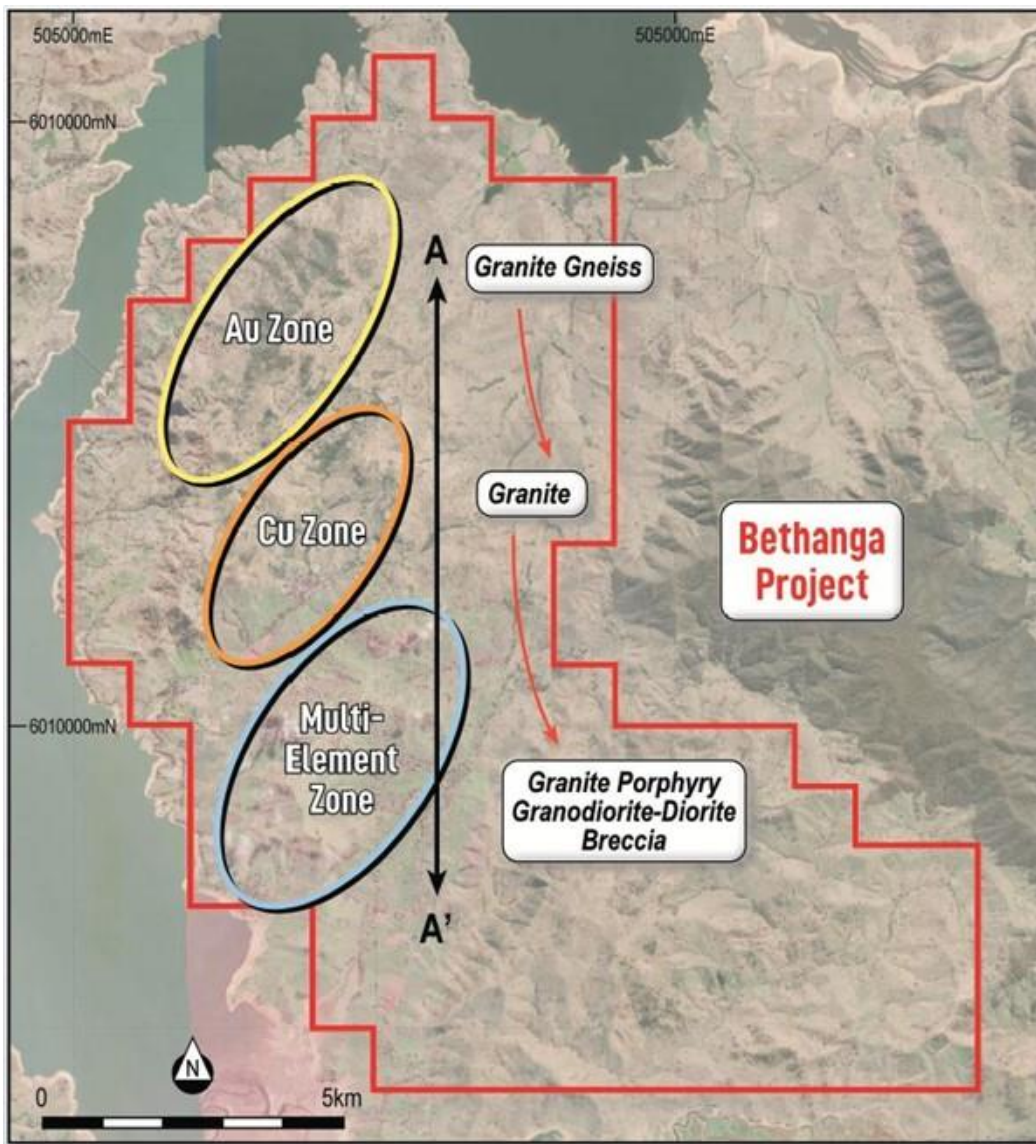 505000mE
505000mE
6010000mN
A
Granite Gneiss
Au Zone
Granite
Cu Zone
Bethanga
Project
Multi-
Element
Zone
6010000mN
Granite Porphyry
Granodiorite-Diorite
Breccia
A'
N
0
5km